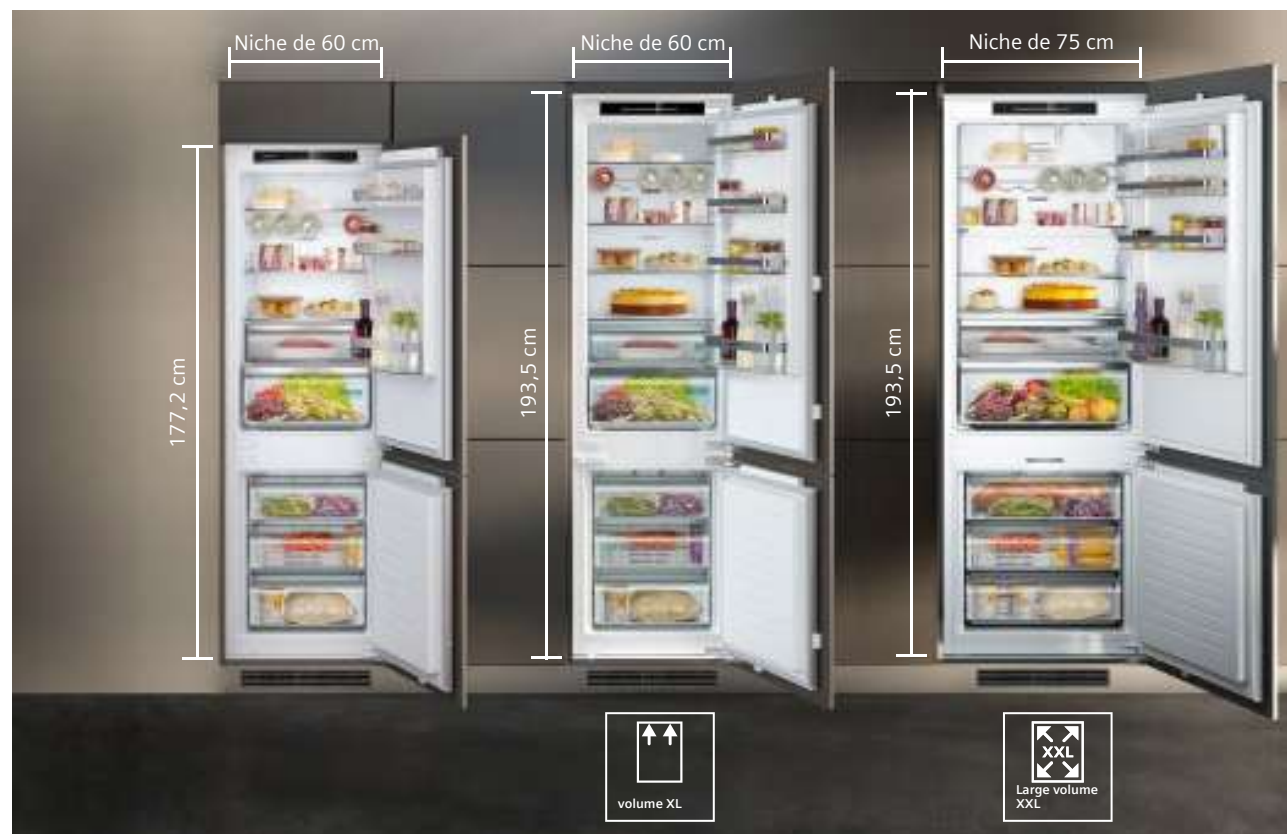 Niche de 60 cm
Niche de 60 cm
Niche de 75 cm
177,2 cm
193,5 cm
193,5 cm
volume XL
XXL
Large volume
XXL